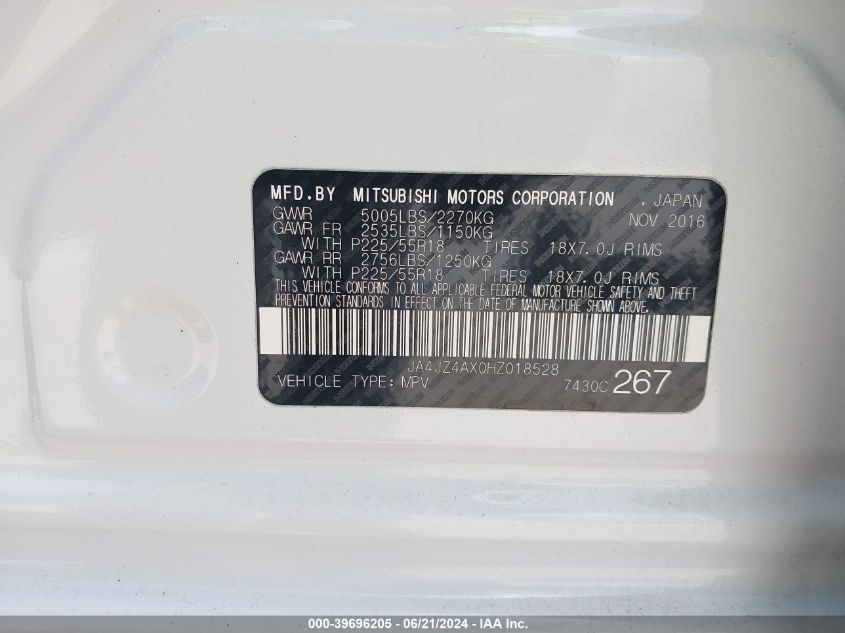 MFD.BY MITSUBISHI MOTORS CORPORATION . JAPAN
GWVR 5005LBS/2270KG NOV 2016
GAWR FR 2535LBS/1150KG
WITH P225/55R18 TIRES 18X7.0J RIMS
GAWR RR 2756LBS/1250KG
WITH P225/55R18 TIRES 18X7.0J RIMS
THIS VEHICLE CONFORMS TO ALL APPLICABLE FEDERAL MOTOR VEHICLE SAFETY AND THEFT
PREVENTION STANDARDS IN EFFECT ON THE DATE OF MANUFACTURE SHOWN ABOVE.
JA4JZ4AX0HZ018528
VEHICLE TYPE:MPV 7430C 267
000-39696205 - 06/21/2024 - IAA Inc.